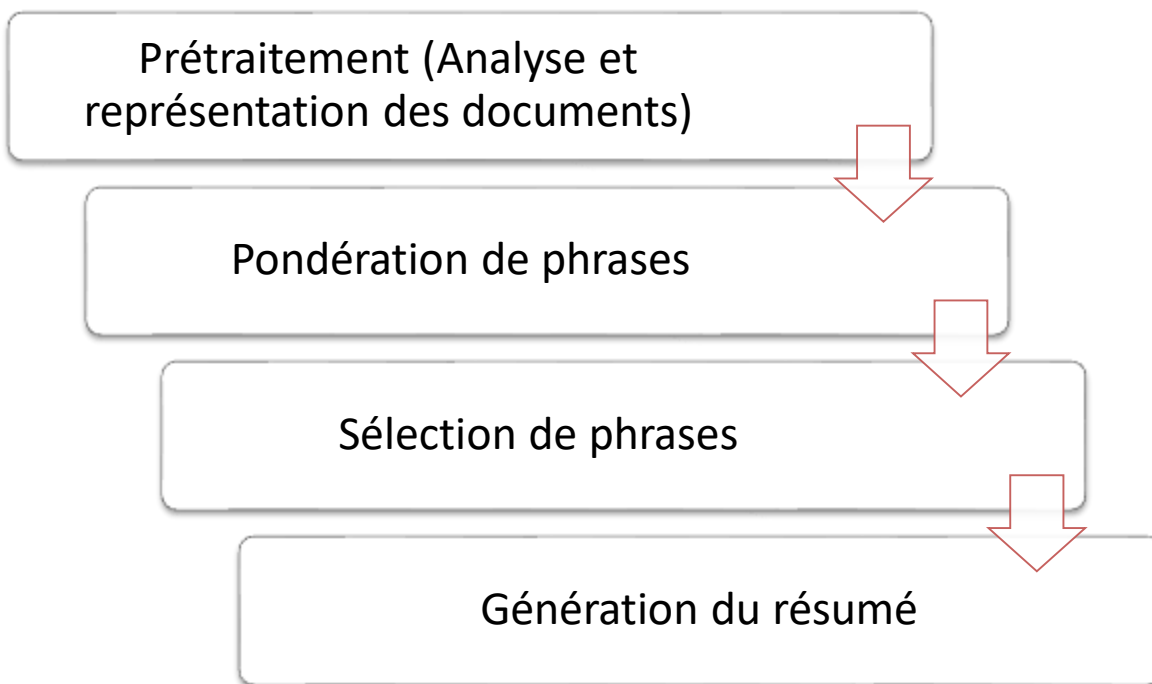 Prétraitement (Analyse et
représentation des documents)
Pondération de phrases
Sélection de phrases
Génération du résumé